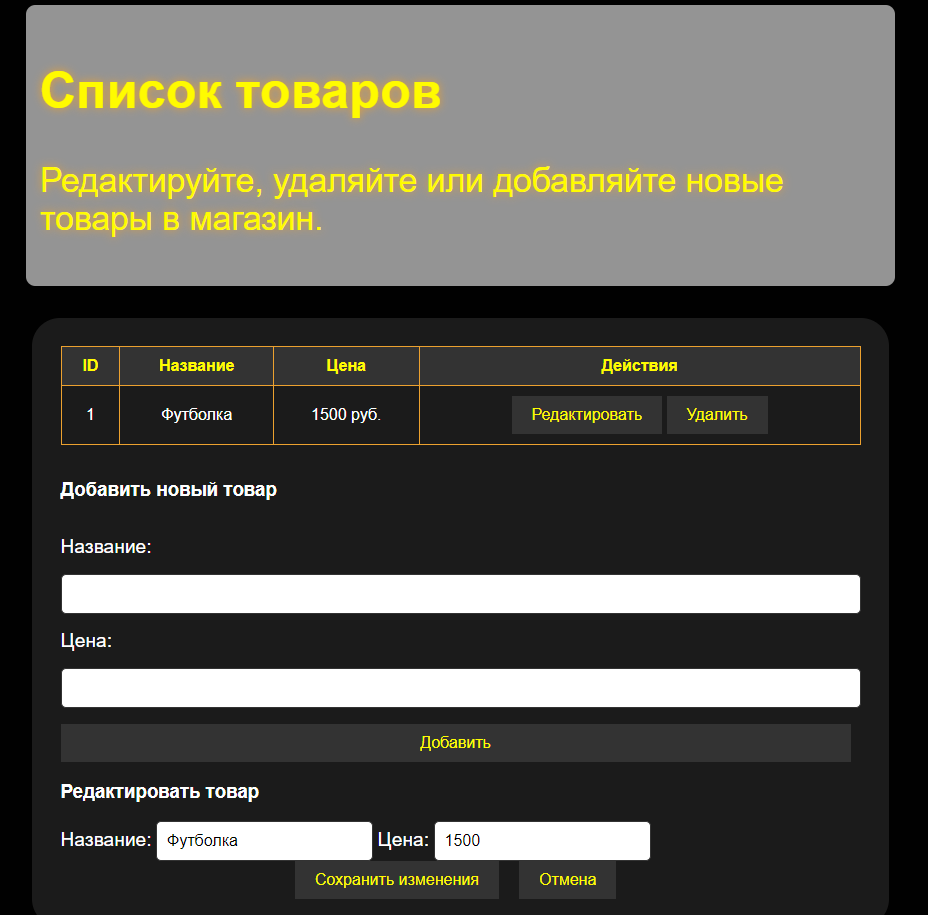 Список товаров
Редактируйте, удаляйте или добавляйте новые
товары в магазин.
ID Название Цена Действия
1 Футболка 1500 руб. Редактировать Удалить
Добавить новый товар
Название:
Цена:
Добавить
Редактировать товар
Название: Футболка Цена: 1500
Сохранить изменения Отмена